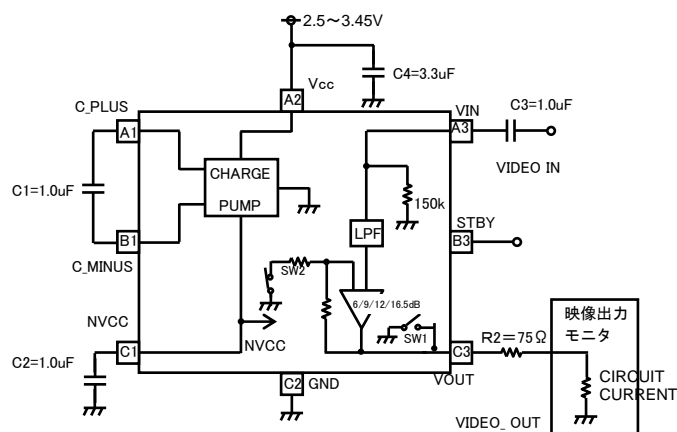 2.5～3.45V
C4=3.3uF
Vcc
A2
C_PLUS
A1
C1=1.0uF
B1
C_MINUS
CHARGE
PUMP
VIN
A3
C3=1.0uF
VIDEO IN
150k
LPF
STBY
B3
SW2
6/9/12/16.5dB
SW1
NVCC
C1
C2=1.0uF
NVCC
C2
GND
C3
VOUT
R2=75Ω
映像出力
モニタ
CIRCUIT
CURRENT
VIDEO_ OUT